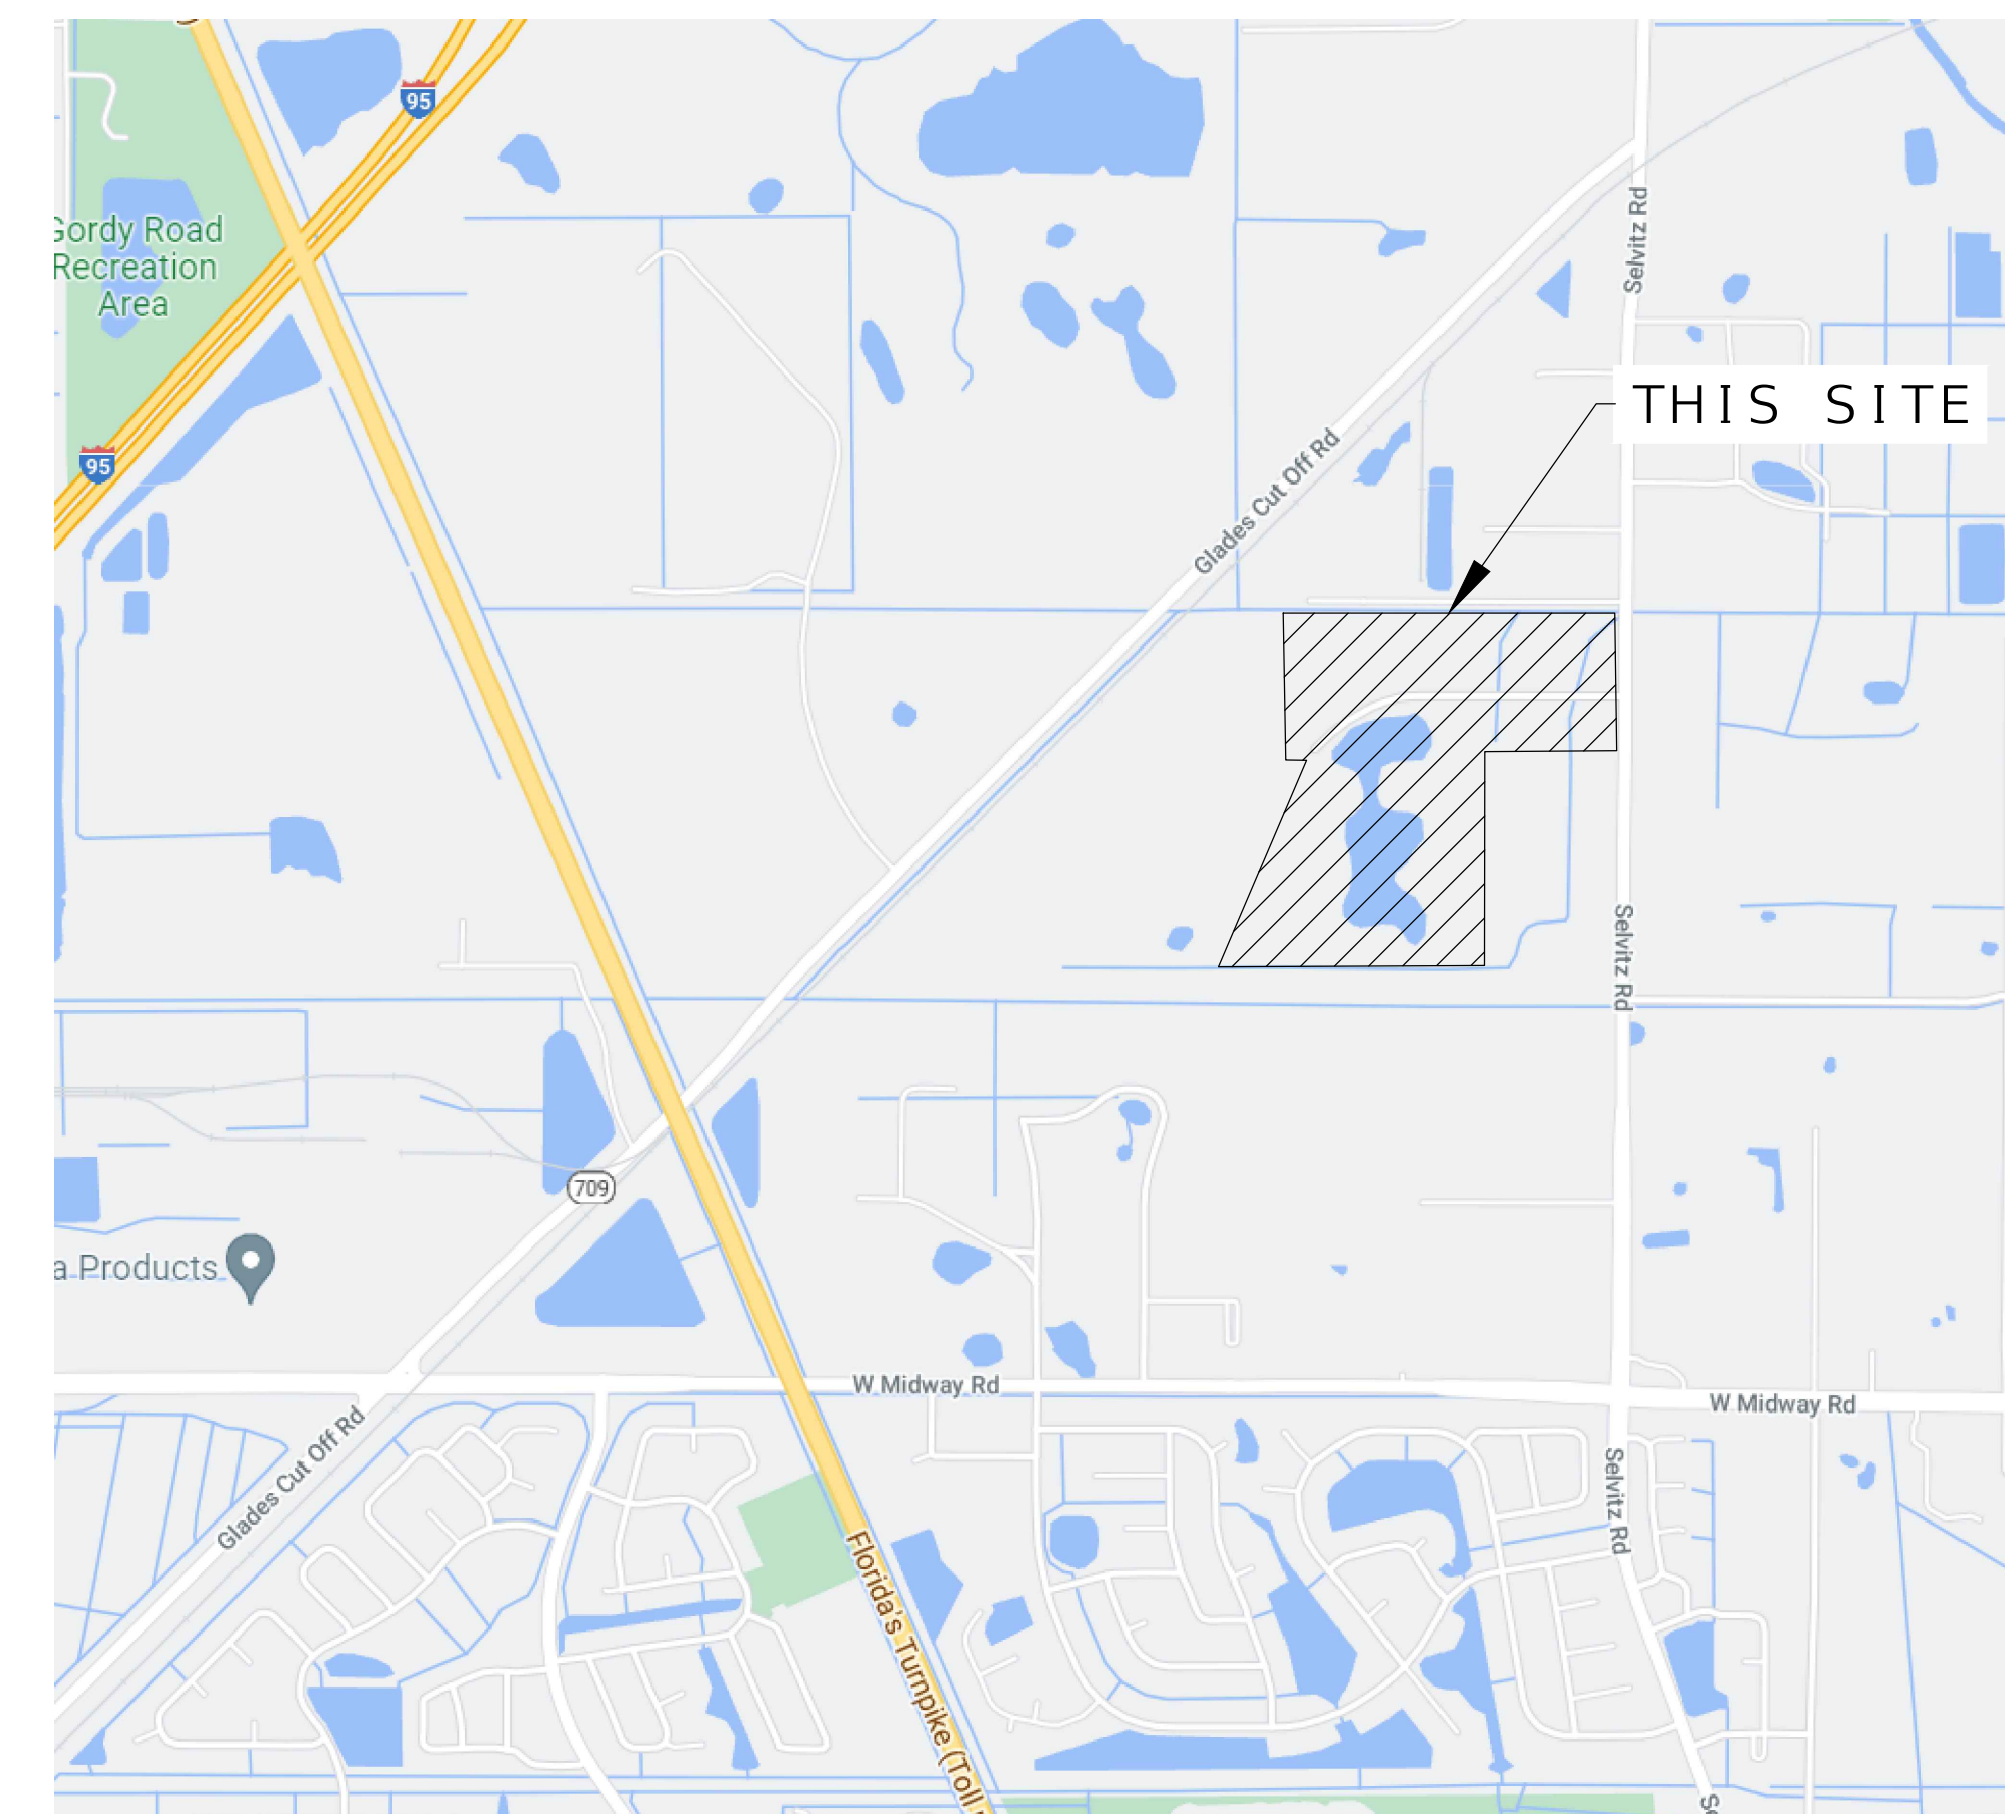 95
Selvitz Rd
Gordy Road
Recreation
Area
THIS SITE
95
Glades Cut Off Rd
Selvitz Rd
709
a Products
W Midway Rd
W Midway Rd
Glades Cut Off Rd
Selvitz Rd
Florida's Turnpike (Toll